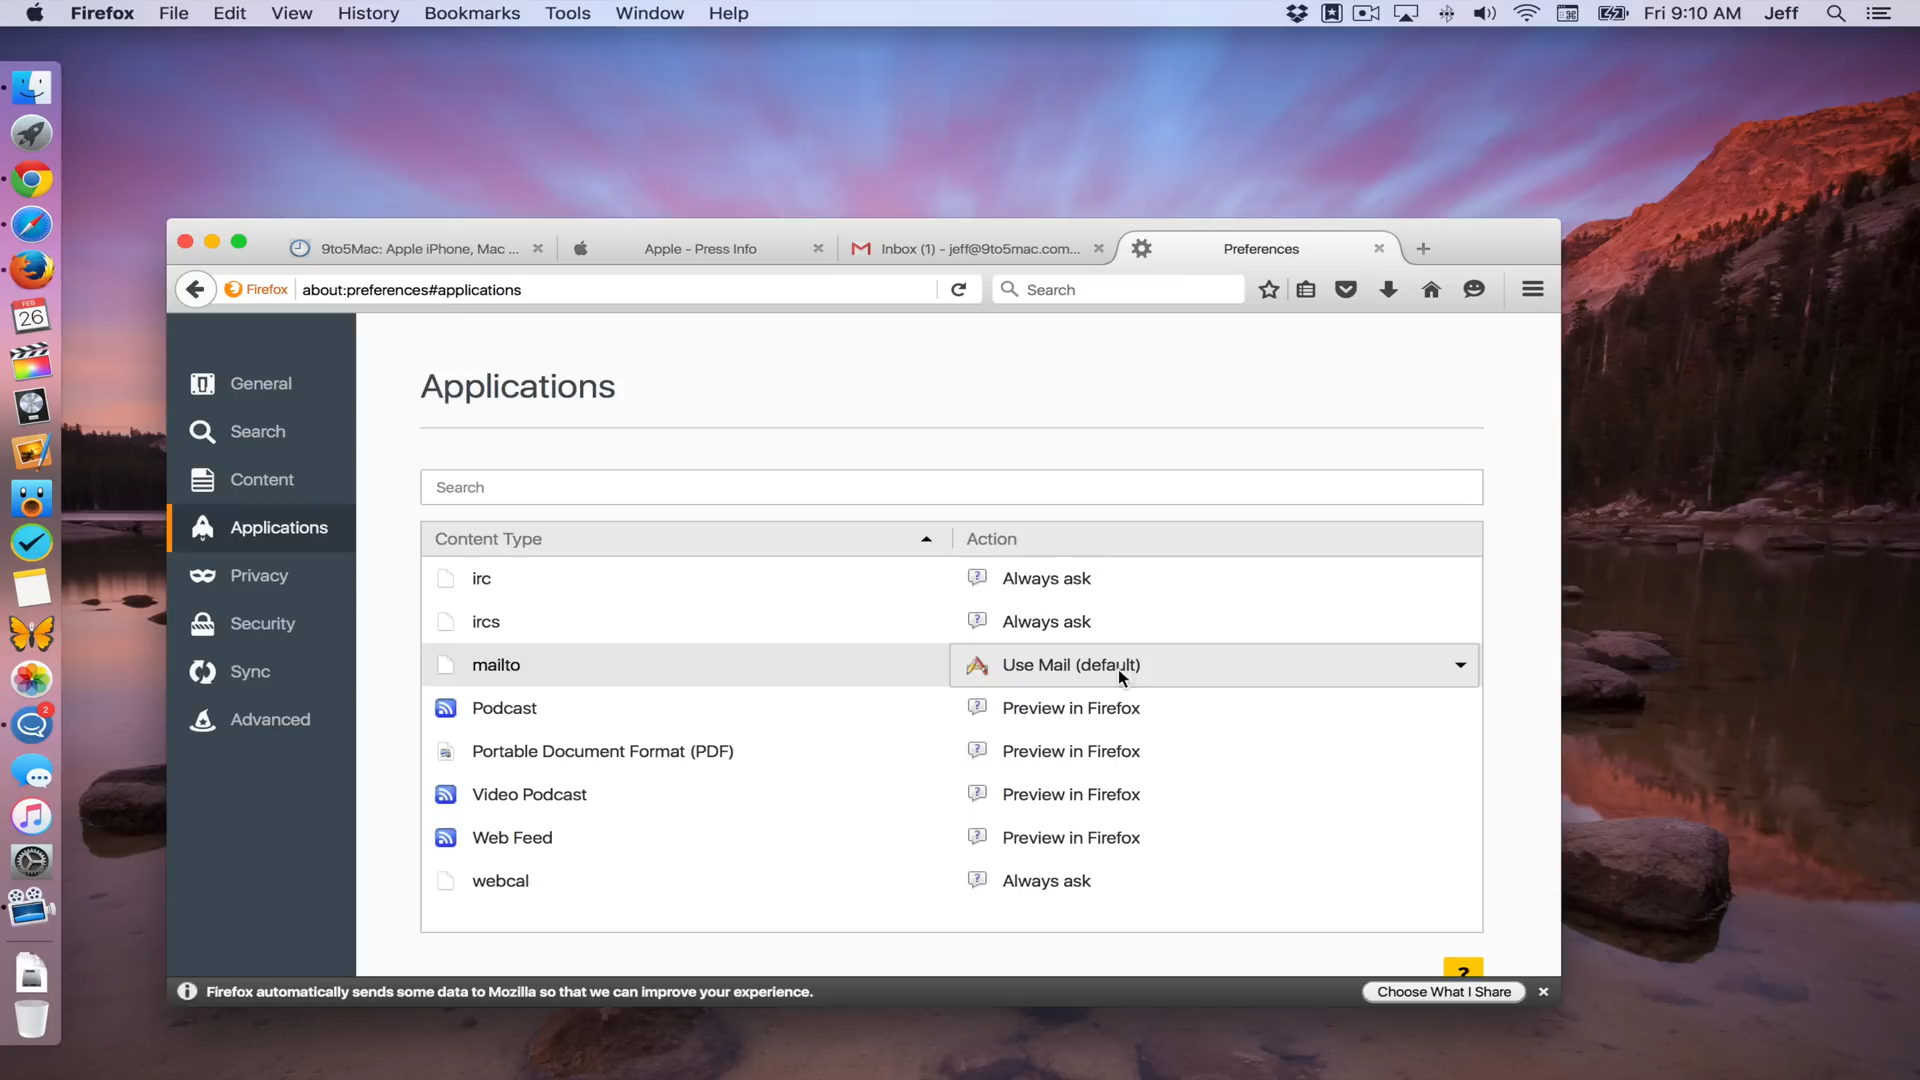 Firefox File Edit View History Bookmarks Tools Window Help Fri 9:10 AM Jeff
FEB
26
2
9to5Mac: Apple iPhone, Mac ... Apple - Press Info Inbox (1) - jeff@9to5mac.com... Preferences
Firefox about:preferences#applications Search
General
Search
Content
Applications
Privacy
Security
Sync
Advanced
Applications
Search
Content Type Action
irc Always ask
ircs Always ask
mailto Use Mail (default)
Podcast Preview in Firefox
Portable Document Format (PDF) Preview in Firefox
Video Podcast Preview in Firefox
Web Feed Preview in Firefox
webcal Always ask
?
Firefox automatically sends some data to Mozilla so that we can improve your experience. Choose What I Share